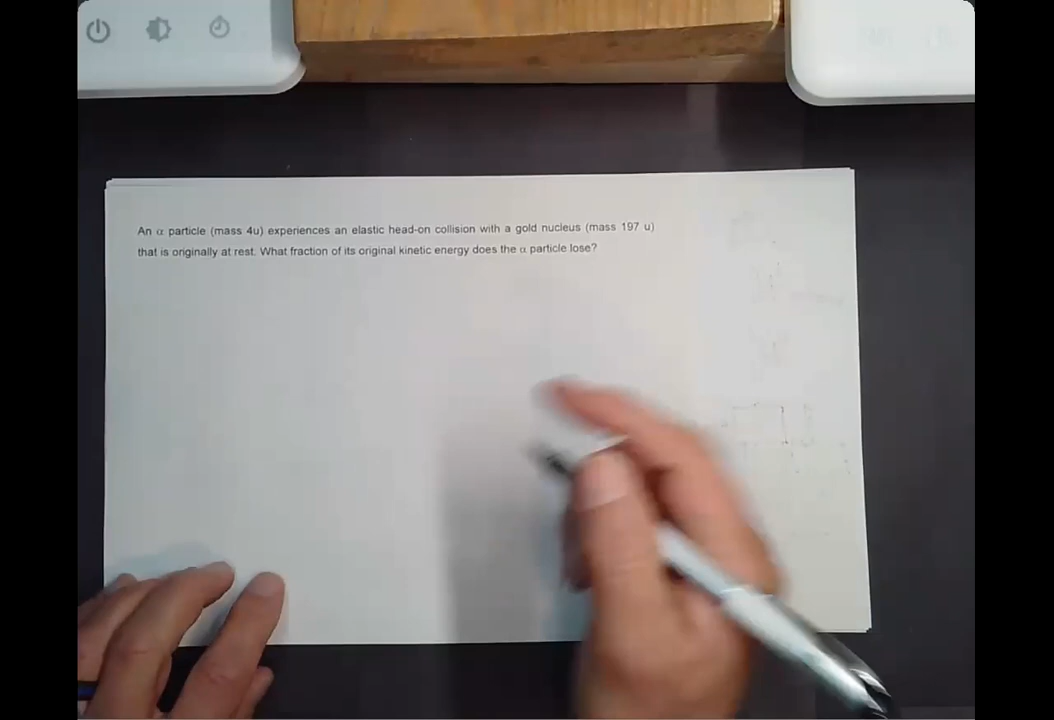 An α particle (mass 4u) experiences an elastic head-on collision with a gold nucleus (mass 197 u)
that is originally at rest. What fraction of its original kinetic energy does the α particle lose?